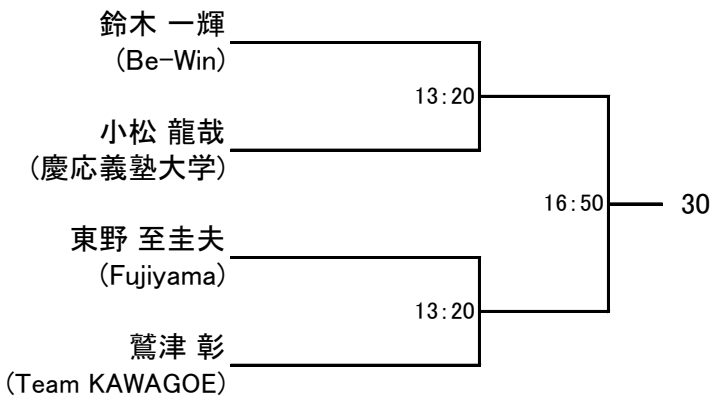 鈴木 一輝
(Be-Win)
13:20
小松 龍哉
(慶応義塾大学)
16:50
30
東野 至圭夫
(Fujiyama)
13:20
鷲津 彰
(Team KAWAGOE)